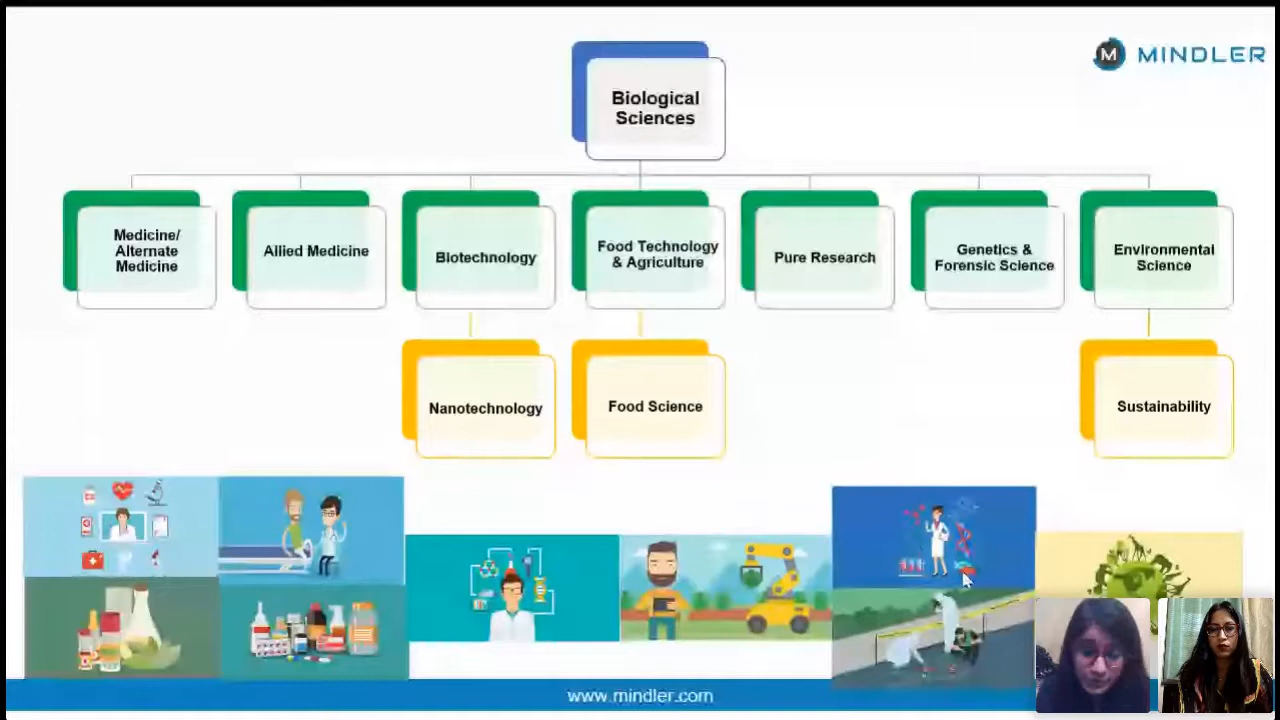 MINDLER
Biological
Sciences
Medicine/
Alternate
Medicine
Allied Medicine
Biotechnology
Food Technology
& Agriculture
Pure Research
Genetics &
Forensic Science
Environmental
Science
Nanotechnology
Food Science
Sustainability
www.mindler.com